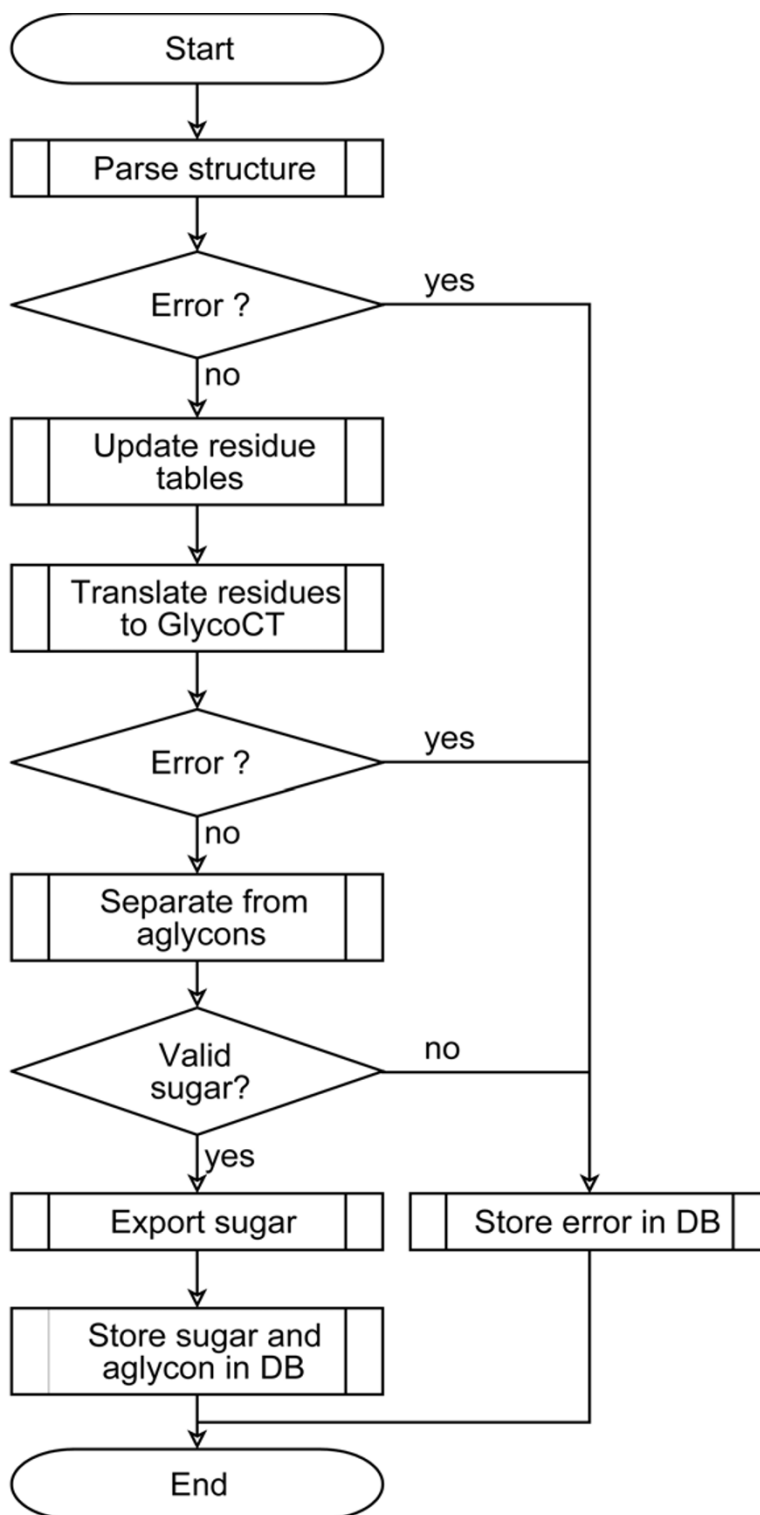 Start
Parse structure
Error ?
yes
no
Update residue
tables
Translate residues
to GlycoCT
Error ?
yes
no
Separate from
aglycons
Valid
sugar?
no
yes
Export sugar
Store error in DB
Store sugar and
aglycon in DB
End